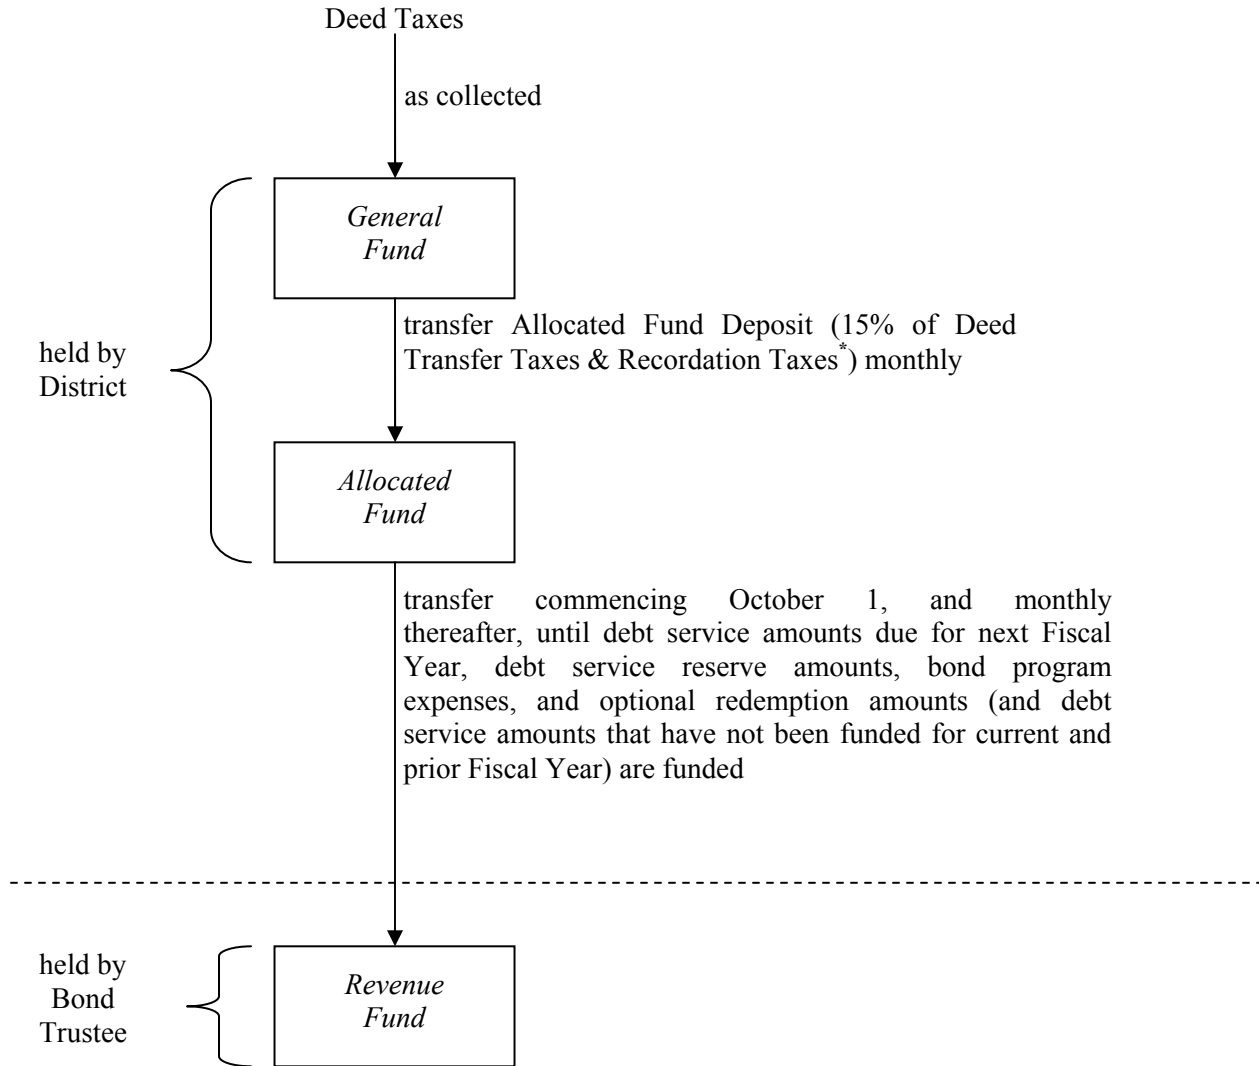 Deed Taxes
as collected
General
Fund
transfer Allocated Fund Deposit (15% of Deed
Transfer Taxes & Recordation Taxes*) monthly
held by
District
Allocated
Fund
transfer commencing October 1, and monthly
thereafter, until debt service amounts due for next Fiscal
Year, debt service reserve amounts, bond program
expenses, and optional redemption amounts (and debt
service amounts that have not been funded for current and
prior Fiscal Year) are funded
held by
Bond
Trustee
Revenue
Fund